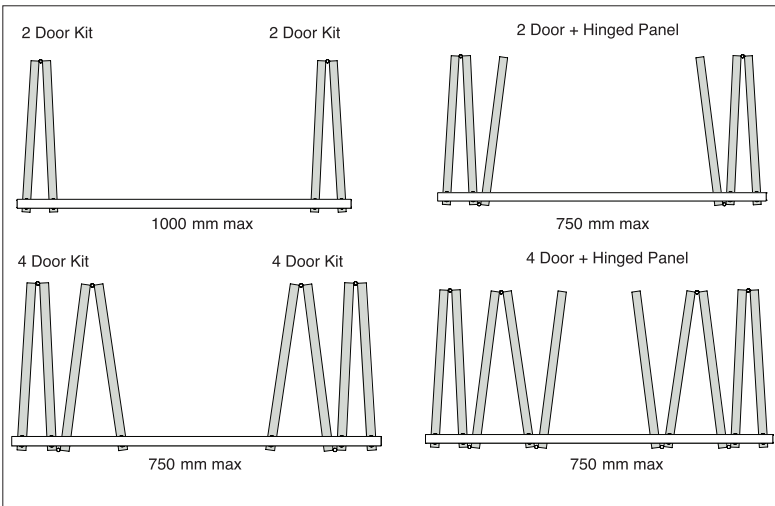 2 Door Kit
2 Door Kit
1000 mm max
2 Door + Hinged Panel
750 mm max
4 Door Kit
4 Door Kit
750 mm max
4 Door + Hinged Panel
750 mm max